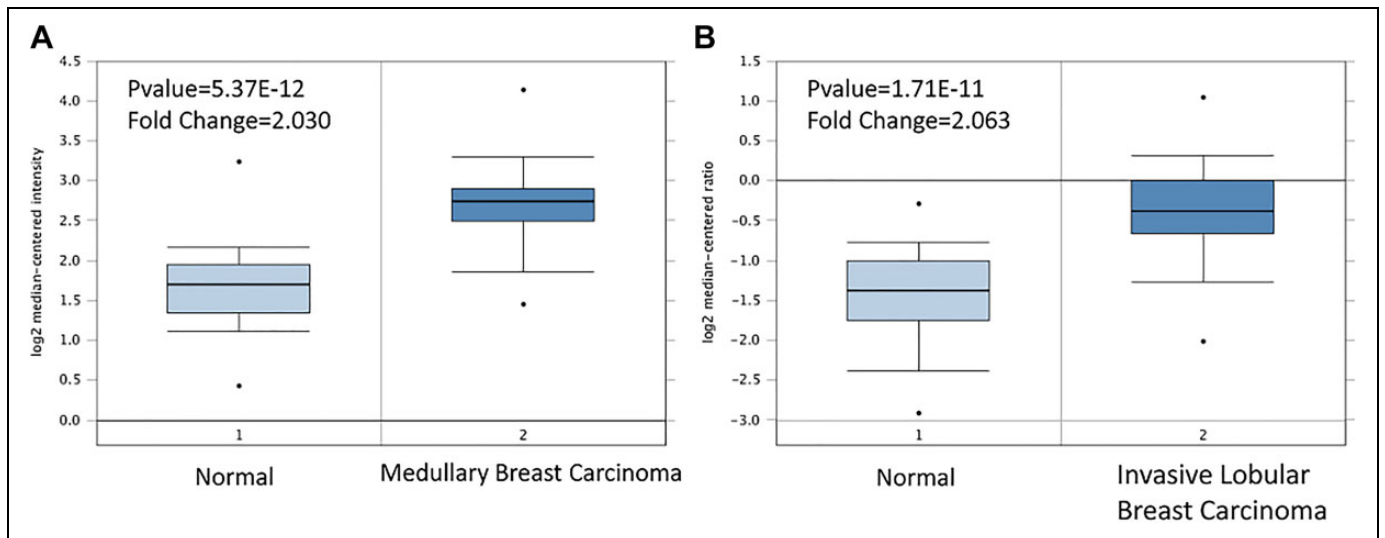 A
B
Pvalue=5.37E-12
Fold Change=2.030
log2 median-centered intensity
4.5
4.0
3.5
3.0
2.5
2.0
1.5
1.0
0.5
0.0
1
2
Normal
Medullary Breast Carcinoma
Pvalue=1.71E-11
Fold Change=2.063
log2 median-centered ratio
1.5
1.0
0.5
0.0
−0.5
−1.0
−1.5
−2.0
−2.5
−3.0
1
2
Normal
Invasive Lobular
Breast Carcinoma